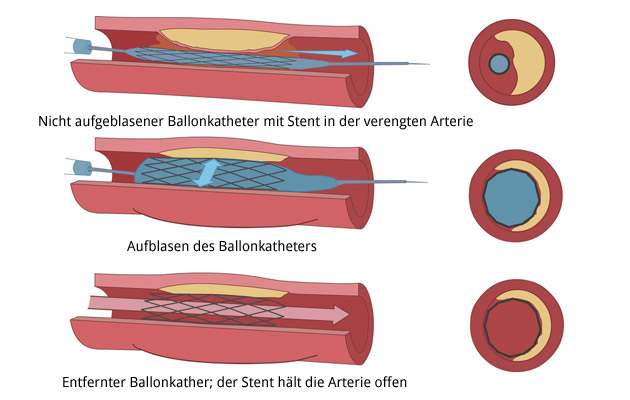 Nicht aufgeblasener Ballonkatheter mit Stent in der verengten Arterie
Aufblasen des Ballonkatheters
Entfernter Ballonkather; der Stent hält die Arterie offen